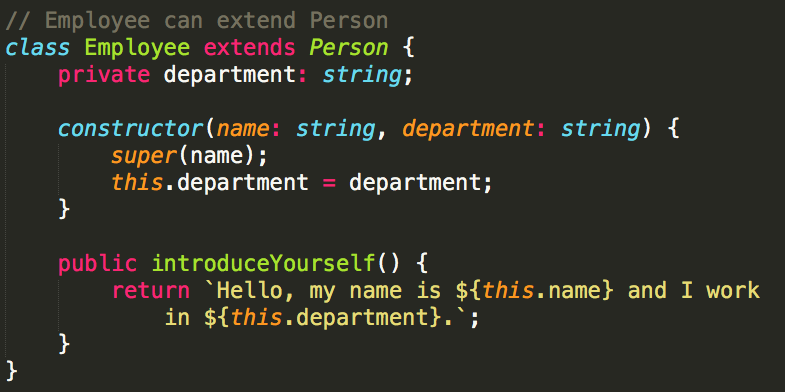 // Employee can extend Person
class Employee extends Person {
    private department: string;

    constructor(name: string, department: string) {
        super(name);
        this.department = department;
    }

    public introduceYourself() {
        return `Hello, my name is ${this.name} and I work
            in ${this.department}.`;
    }
}